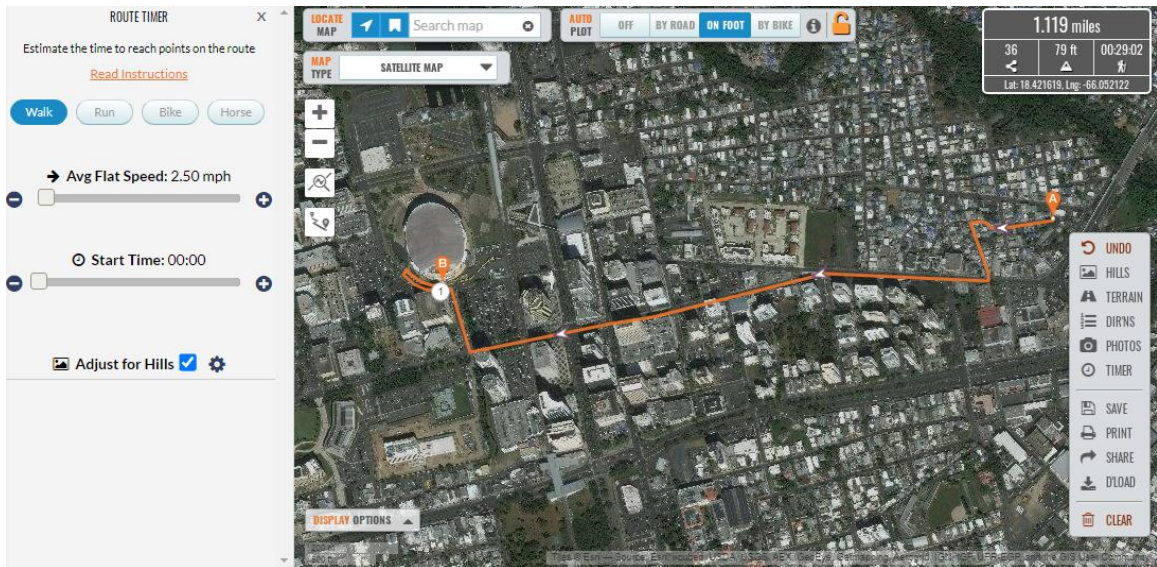 ROUTE TIMER
X
Estimate the time to reach points on the route
Read Instructions
Walk
Run
Bike
Horse
Avg Flat Speed: 2.50 mph
Start Time: 00:00
Adjust for Hills
LOCATE
MAP
Search map
AUTO
PLOT
OFF
BY ROAD
ON FOOT
BY BIKE
MAP
TYPE
SATELLITE MAP
1.119 miles
36
79 ft
00:29:02
Lat: 18.421619, Lng: -66.052122
A
B
1
UNDO
HILLS
TERRAIN
DIR'NS
PHOTOS
TIMER
SAVE
PRINT
SHARE
D'LOAD
CLEAR
DISPLAY OPTIONS
Tiles © Esri — Source: Esri